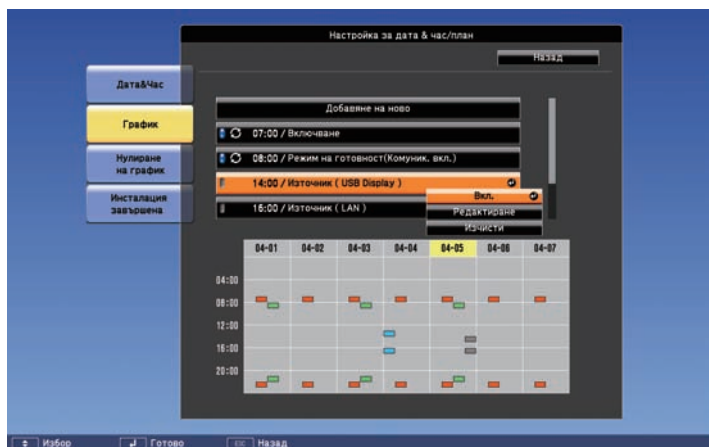 Настройка за дата & час/план
Назад
Дата&Час
График
Нулиране
на график
Инсталация
завършена
Добавяне на ново
07:00 / Включване
08:00 / Режим на готовност(Комуник. вкл.)
14:00 / Източник ( USB Display )
16:00 / Източник ( LAN )
Вкл.
Редактиране
Изчисти
04-01 04-02 04-03 04-04 04-05 04-06 04-07
04:00
08:00
12:00
16:00
20:00
Избор Готово Esc Назад